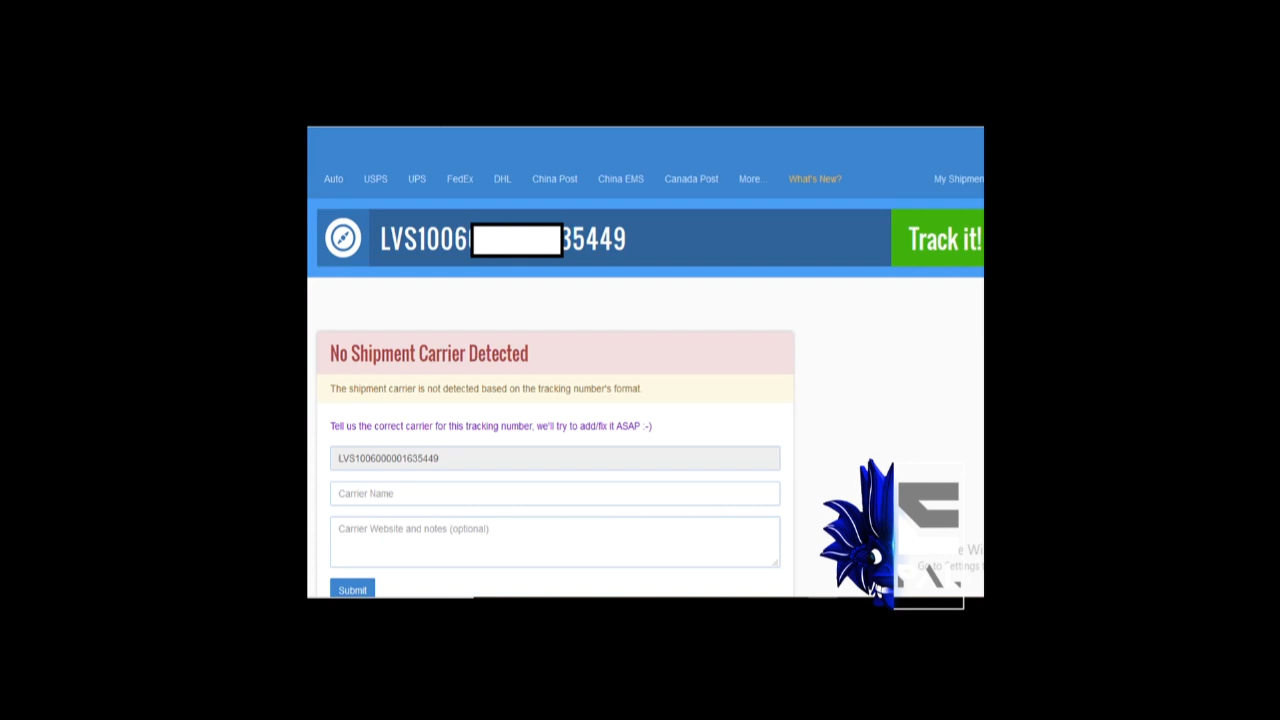 Auto USPS UPS FedEx DHL China Post China EMS Canada Post More... What's New? My Shipmen
LVS1006 35449 Track it!
No Shipment Carrier Detected
The shipment carrier is not detected based on the tracking number's format.
Tell us the correct carrier for this tracking number, we'll try to add/fix it ASAP :-)
LVS1006000001635449
Carrier Name
Carrier Website and notes (optional)
Go to Settings
Submit